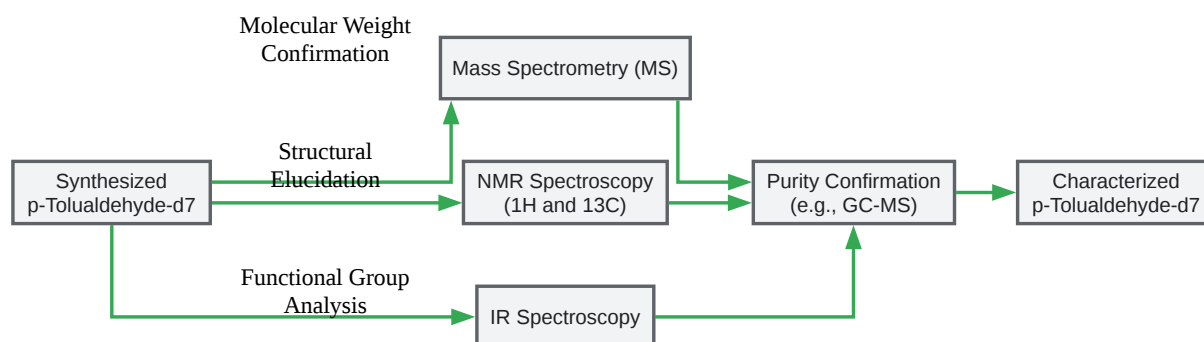 Molecular Weight
Confirmation
Mass Spectrometry (MS)
Structural
Elucidation
Synthesized
p-Tolualdehyde-d7
NMR Spectroscopy
(1H and 13C)
Purity Confirmation
(e.g., GC-MS)
Characterized
p-Tolualdehyde-d7
Functional Group
Analysis
IR Spectroscopy